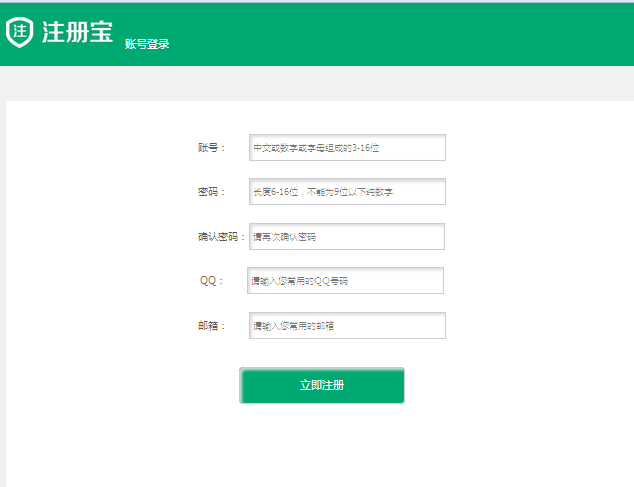 注 注册宝 账号登录
账号： 中文或数字或字母组成的3-16位
密码： 长度6-16位，不能为9位以下纯数字
确认密码： 请再次确认密码
QQ： 请输入您常用的QQ号码
邮箱： 请输入您常用的邮箱
立即注册